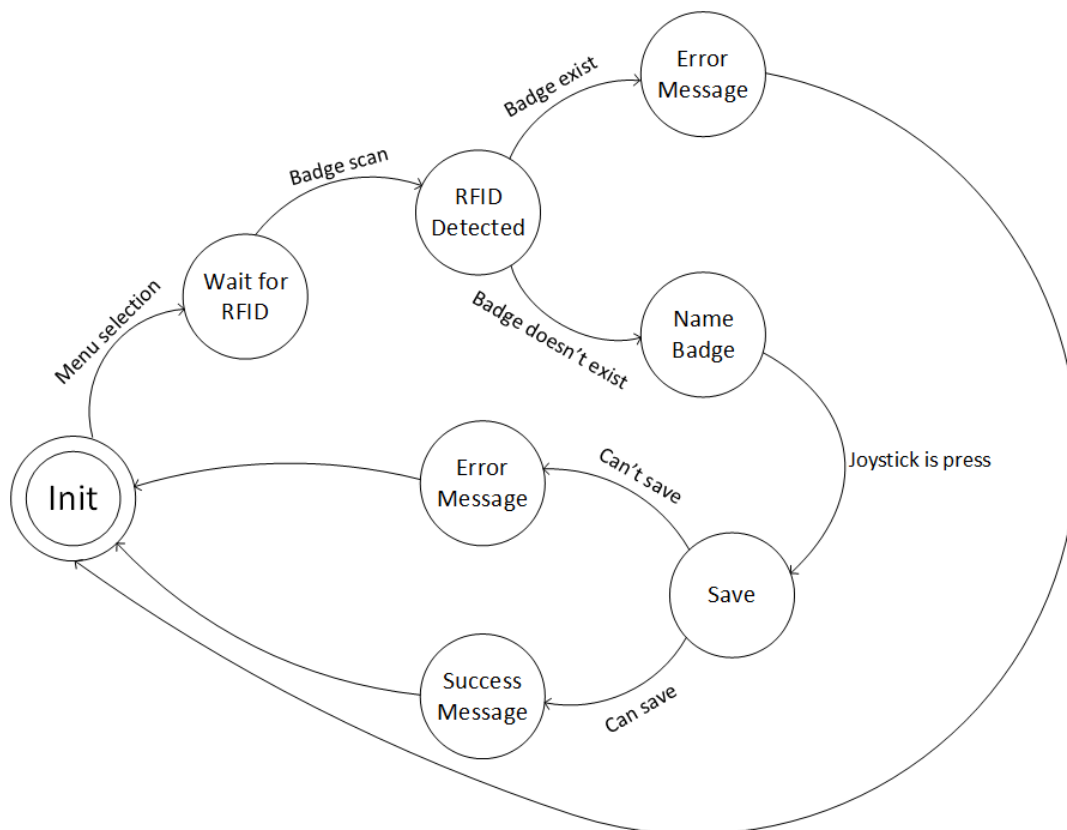 Error
Message
Badge exist
Badge scan
RFID
Detected
Wait for
RFID
Menu selection
Badge doesn't exist
Name
Badge
Init
Error
Message
Can't save
Joystick is press
Save
Success
Message
Can save